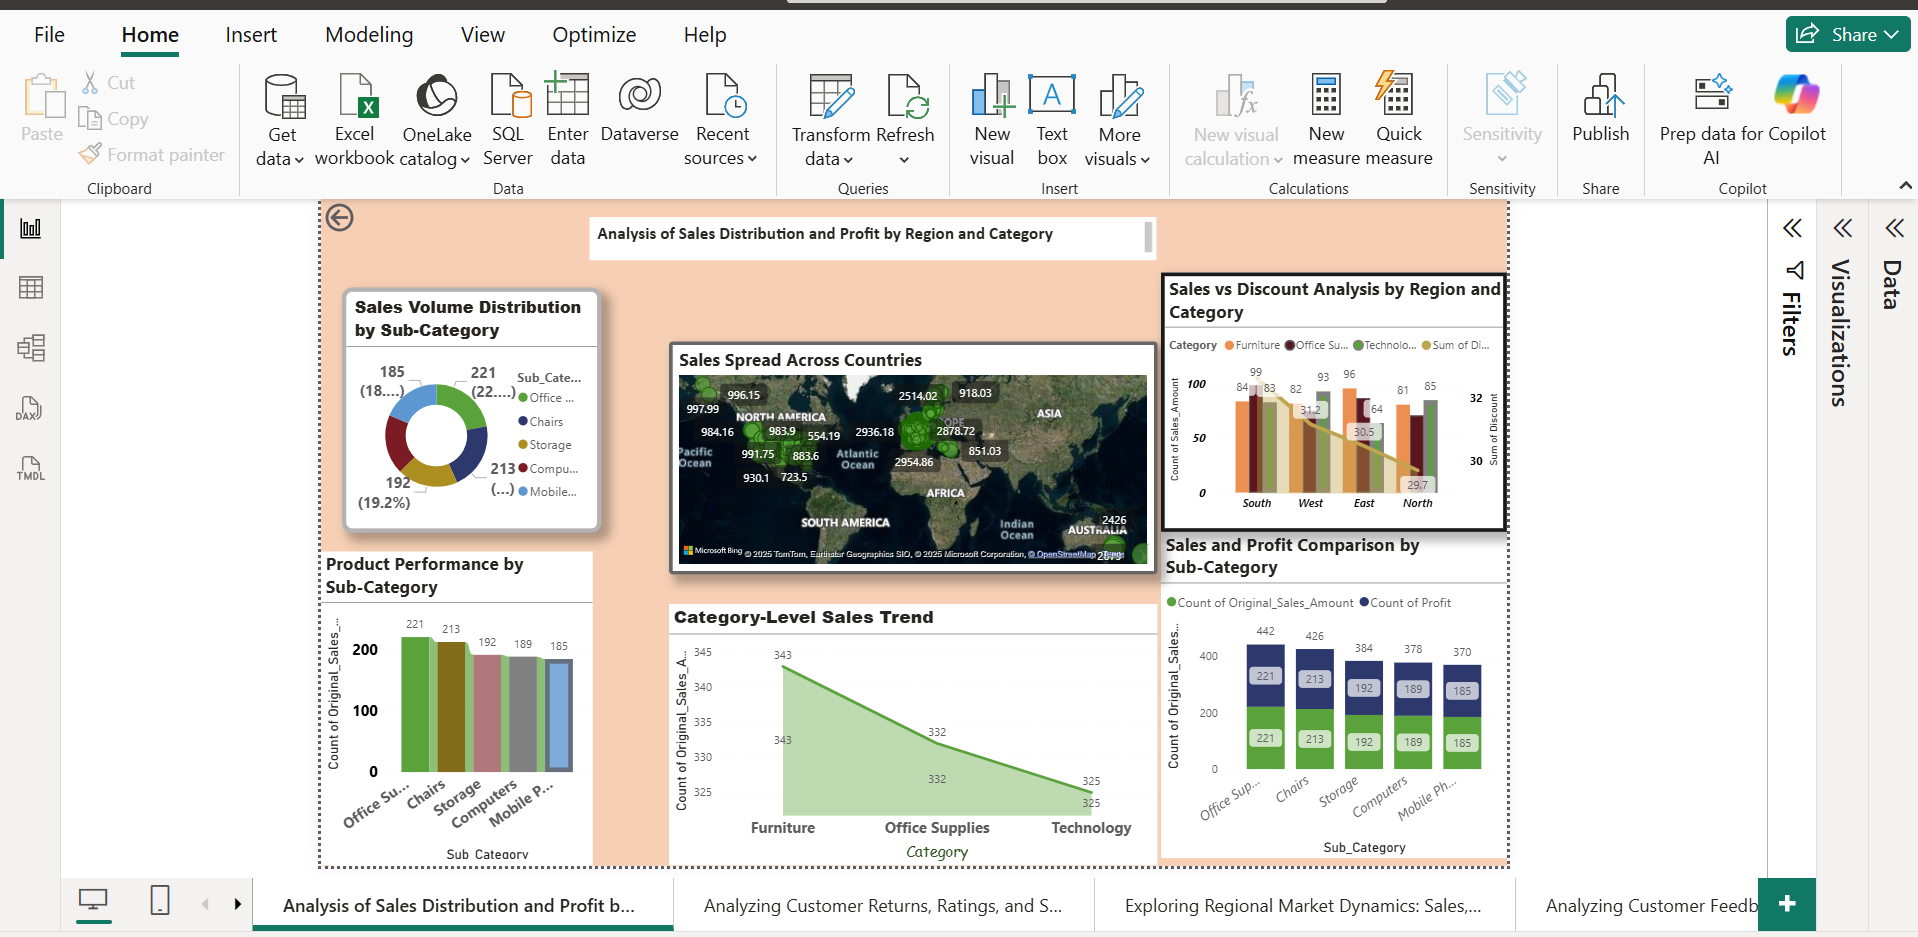 File Home Insert Modeling View Optimize Help
Share
Paste
Cut
Copy
Format painter
Clipboard
Get data
Excel workbook
OneLake catalog
SQL Server
Enter data
Dataverse
Recent sources
Data
Transform data
Refresh
Queries
New visual
Text box
More visuals
Insert
New visual calculation
New measure
Quick measure
Calculations
Sensitivity
Sensitivity
Publish
Share
Prep data for AI
Copilot
Copilot
DAX
TMDL
Analysis of Sales Distribution and Profit by Region and Category
Sales Volume Distribution
by Sub-Category
185
(18....)
221
(22....)
213
(...)
192
(19.2%)
Sub_Cate...
Office ...
Chairs
Storage
Compu...
Mobile...
Sales Spread Across Countries
996.15
997.99
NORTH AMERICA
984.16
983.9
554.19
991.75
883.6
930.1
723.5
2514.02
918.03
ASIA
2936.18
2878.72
851.03
2954.86
Pacific
Ocean
Atlantic
Ocean
AFRICA
SOUTH AMERICA
Indian
Ocean
2426
AUSTRALIA
Microsoft Bing
© 2025 TomTom, Earthstar Geographics SIO, © 2025 Microsoft Corporation, © OpenStreetMap
Sales vs Discount Analysis by Region and
Category
Category Furniture Office Su... Technolo... Sum of Di...
Count of Sales_Amount
100
50
0
84
99
83
82
93
96
64
81
85
31.2
30.5
29.7
32
30
Sum of Discount
South West East North
Product Performance by
Sub-Category
Count of Original_Sales_...
200
100
0
221
213
192
189
185
Office Su...
Chairs
Storage
Computers
Mobile P...
Sub_Category
Category-Level Sales Trend
Count of Original_Sales_A...
345
340
335
330
325
343
343
332
332
325
325
Furniture Office Supplies Technology
Category
Sales and Profit Comparison by
Sub-Category
Count of Original_Sales_Amount Count of Profit
Count of Original_Sales...
400
200
0
442
426
384
378
370
221
213
192
189
185
221
213
192
189
185
Office Sup...
Chairs
Storage
Computers
Mobile Ph...
Sub_Category
Filters
Visualizations
Data
Analysis of Sales Distribution and Profit b...
Analyzing Customer Returns, Ratings, and S...
Exploring Regional Market Dynamics: Sales,...
Analyzing Customer Feedb